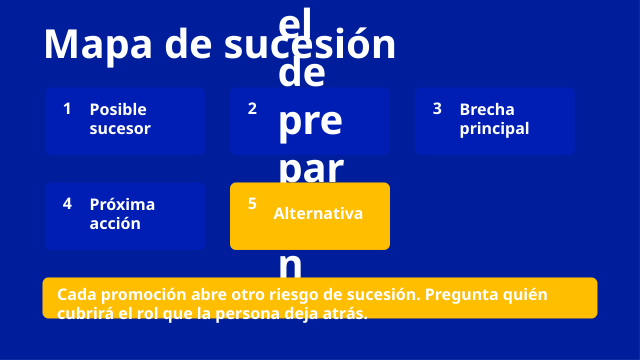 Mapa de sucesión
1
Posible
sucesor
2
el
de
pre
par
n
3
Brecha
principal
4
Próxima
acción
5
Alternativa
Cada promoción abre otro riesgo de sucesión. Pregunta quién
cubrirá el rol que la persona deja atrás.